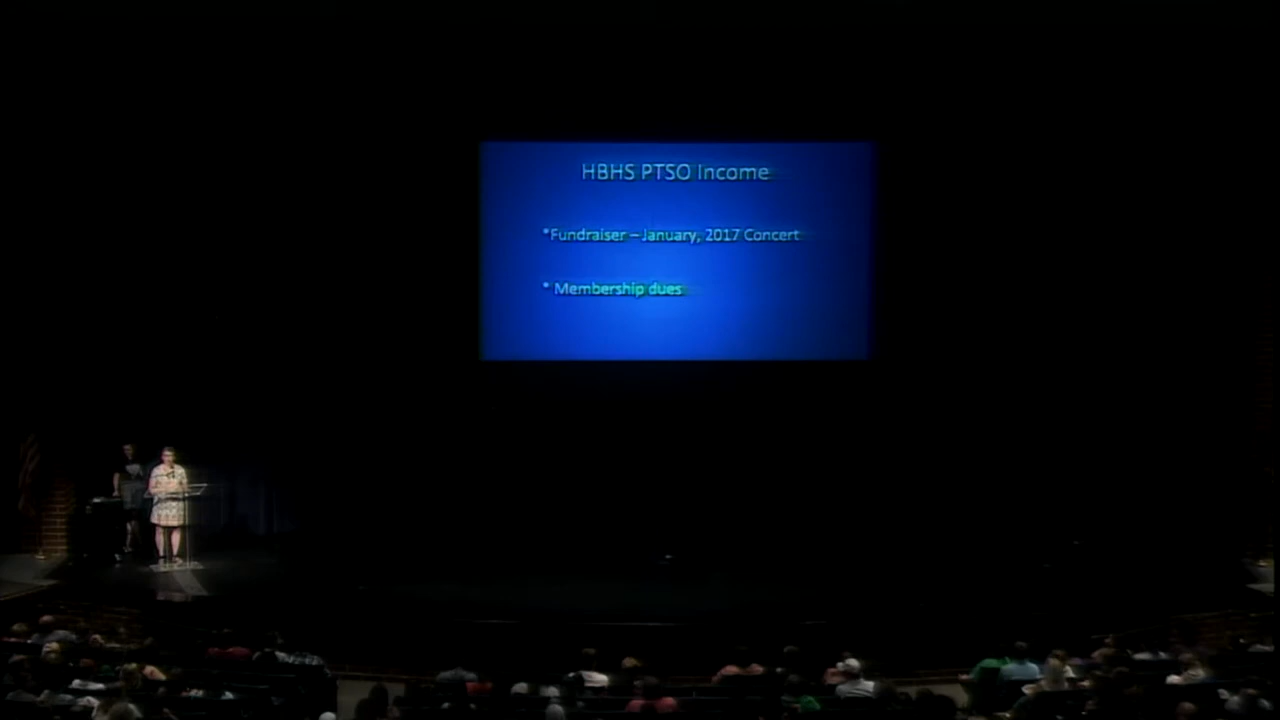 HBHS PTSO Income
*Fundraiser – January, 2017 Concert
* Membership dues